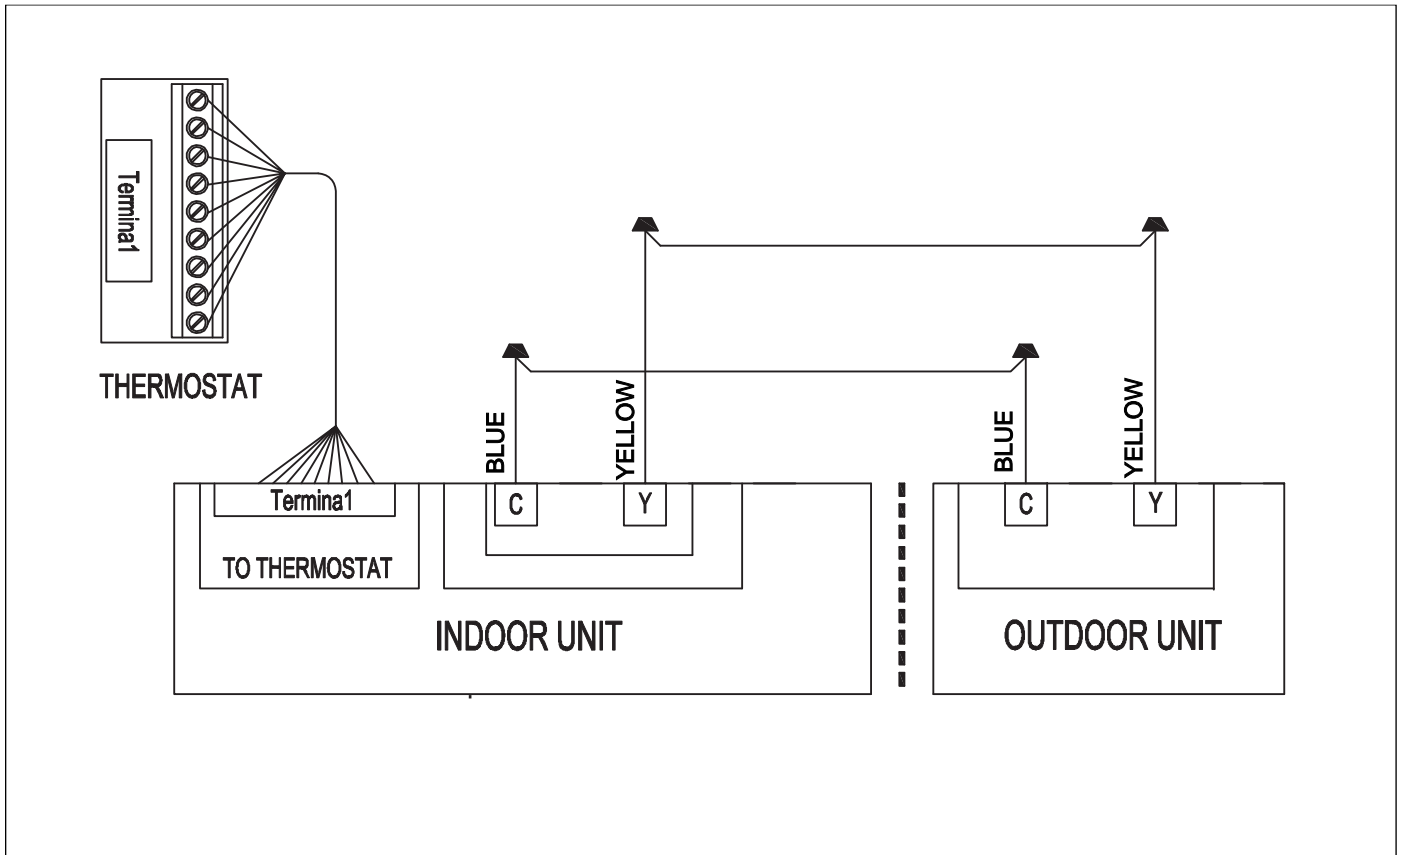 Termina1
THERMOSTAT
BLUE
YELLOW
BLUE
YELLOW
Termina1
C
Y
C
Y
TO THERMOSTAT
INDOOR UNIT
OUTDOOR UNIT